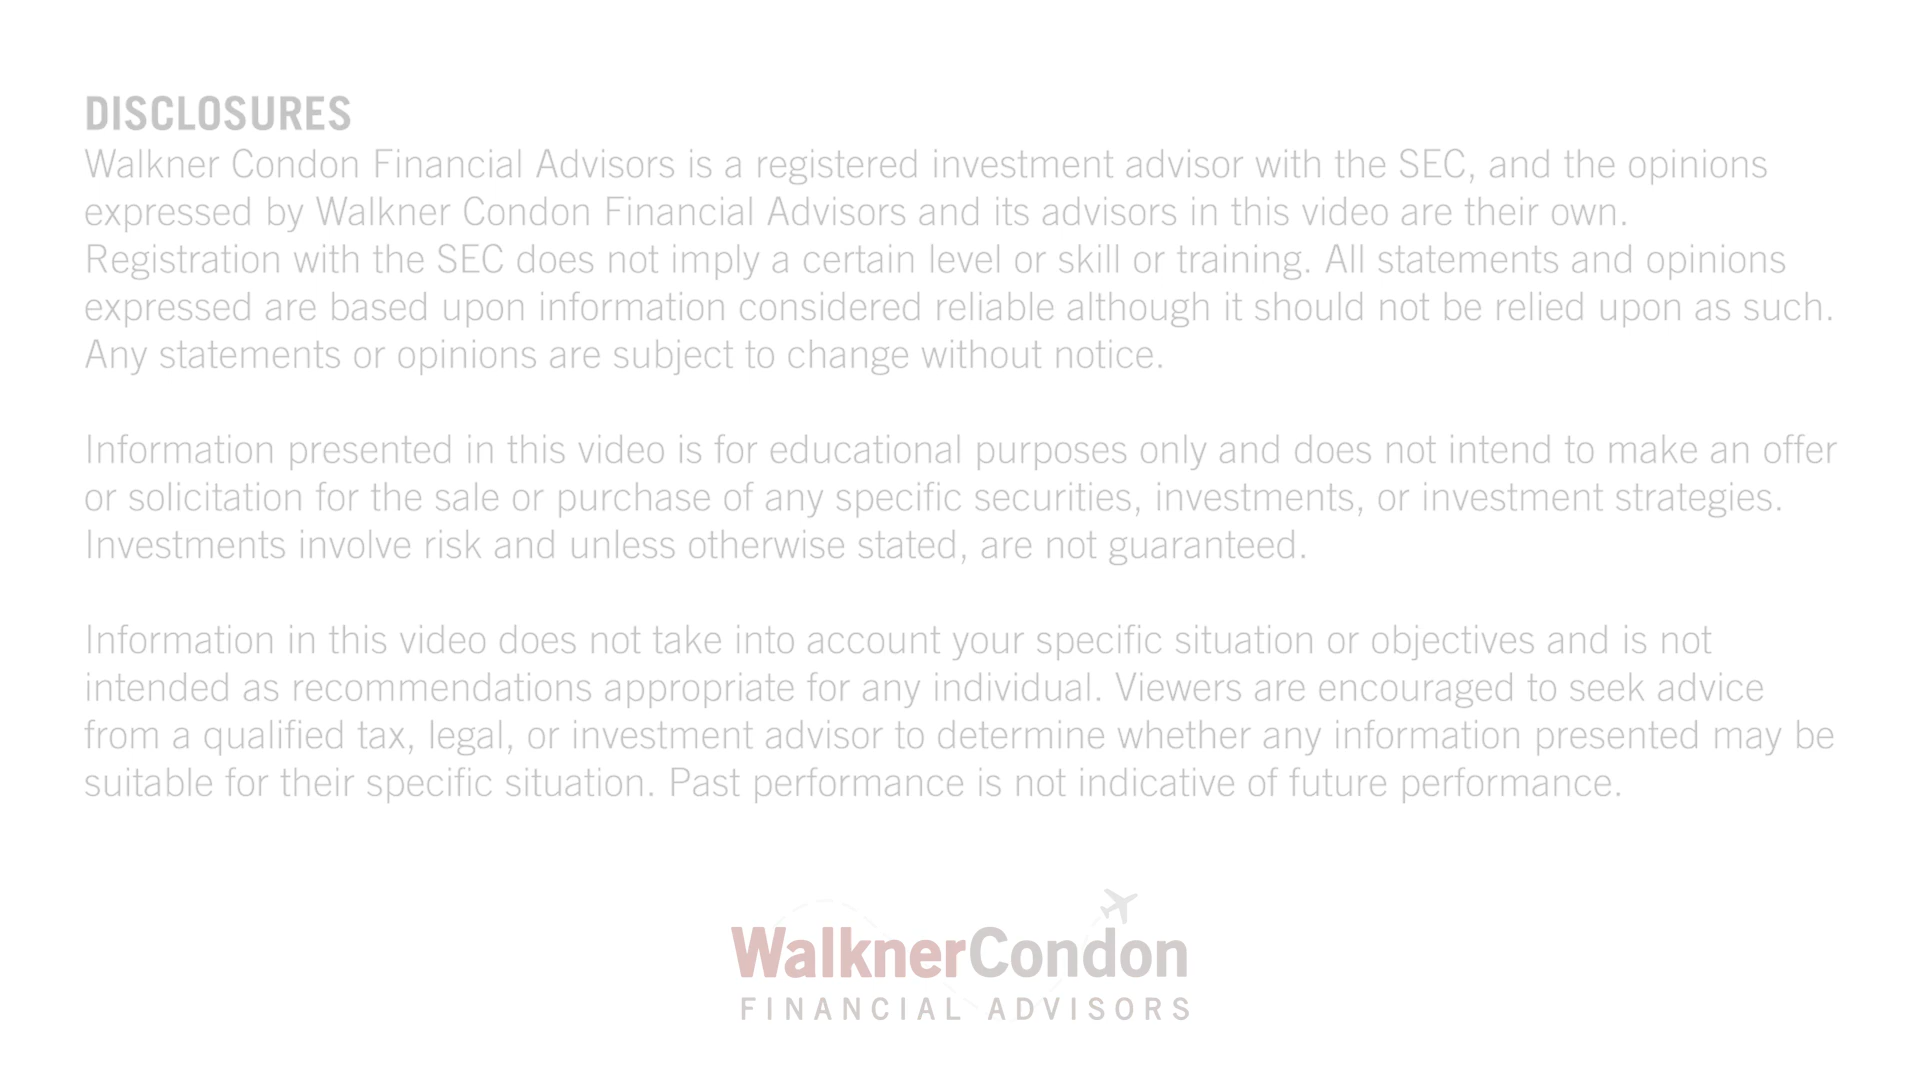 DISCLOSURES
Walkner Condon Financial Advisors is a registered investment advisor with the SEC, and the opinions
expressed by Walkner Condon Financial Advisors and its advisors in this video are their own.
Registration with the SEC does not imply a certain level or skill or training. All statements and opinions
expressed are based upon information considered reliable although it should not be relied upon as such.
Any statements or opinions are subject to change without notice.
Information presented in this video is for educational purposes only and does not intend to make an offer
or solicitation for the sale or purchase of any specific securities, investments, or investment strategies.
Investments involve risk and unless otherwise stated, are not guaranteed.
Information in this video does not take into account your specific situation or objectives and is not
intended as recommendations appropriate for any individual. Viewers are encouraged to seek advice
from a qualified tax, legal, or investment advisor to determine whether any information presented may be
suitable for their specific situation. Past performance is not indicative of future performance.
WalknerCondon
FINANCIAL ADVISORS